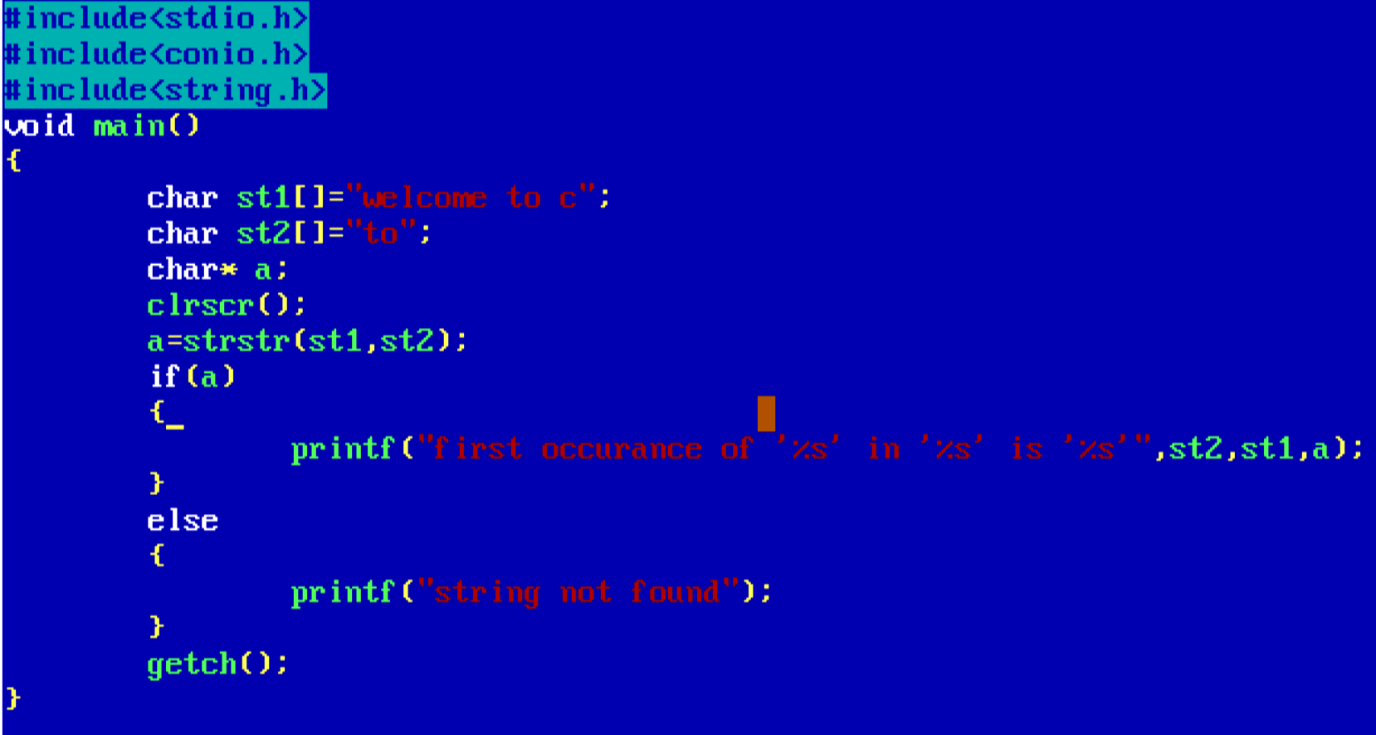 #include<stdio.h>
#include<conio.h>
#include<string.h>
void main()
{
char st1[]="welcome to c";
char st2[]="to";
char* a;
clrscr();
a=strstr(st1,st2);
if(a)
{
printf("first occurance of '%s' in '%s' is '%s'",st2,st1,a);
}
else
{
printf("string not found");
}
getch();
}